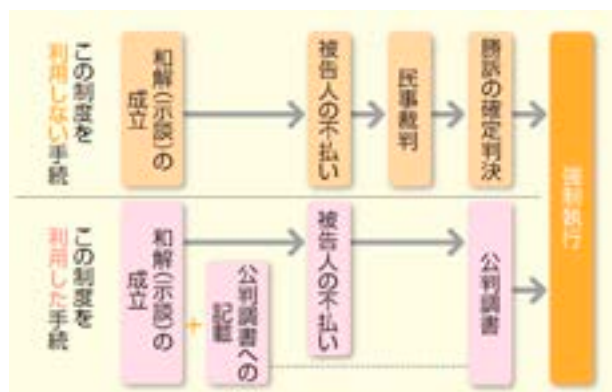 この制度を
利用しない手続
和解(示談)の
成立
被告人の不払い
民事裁判
勝訴の確定判決
強制執行
この制度を
利用した手続
和解(示談)の
成立
+
公判調書への
記載
被告人の不払い
公判調書